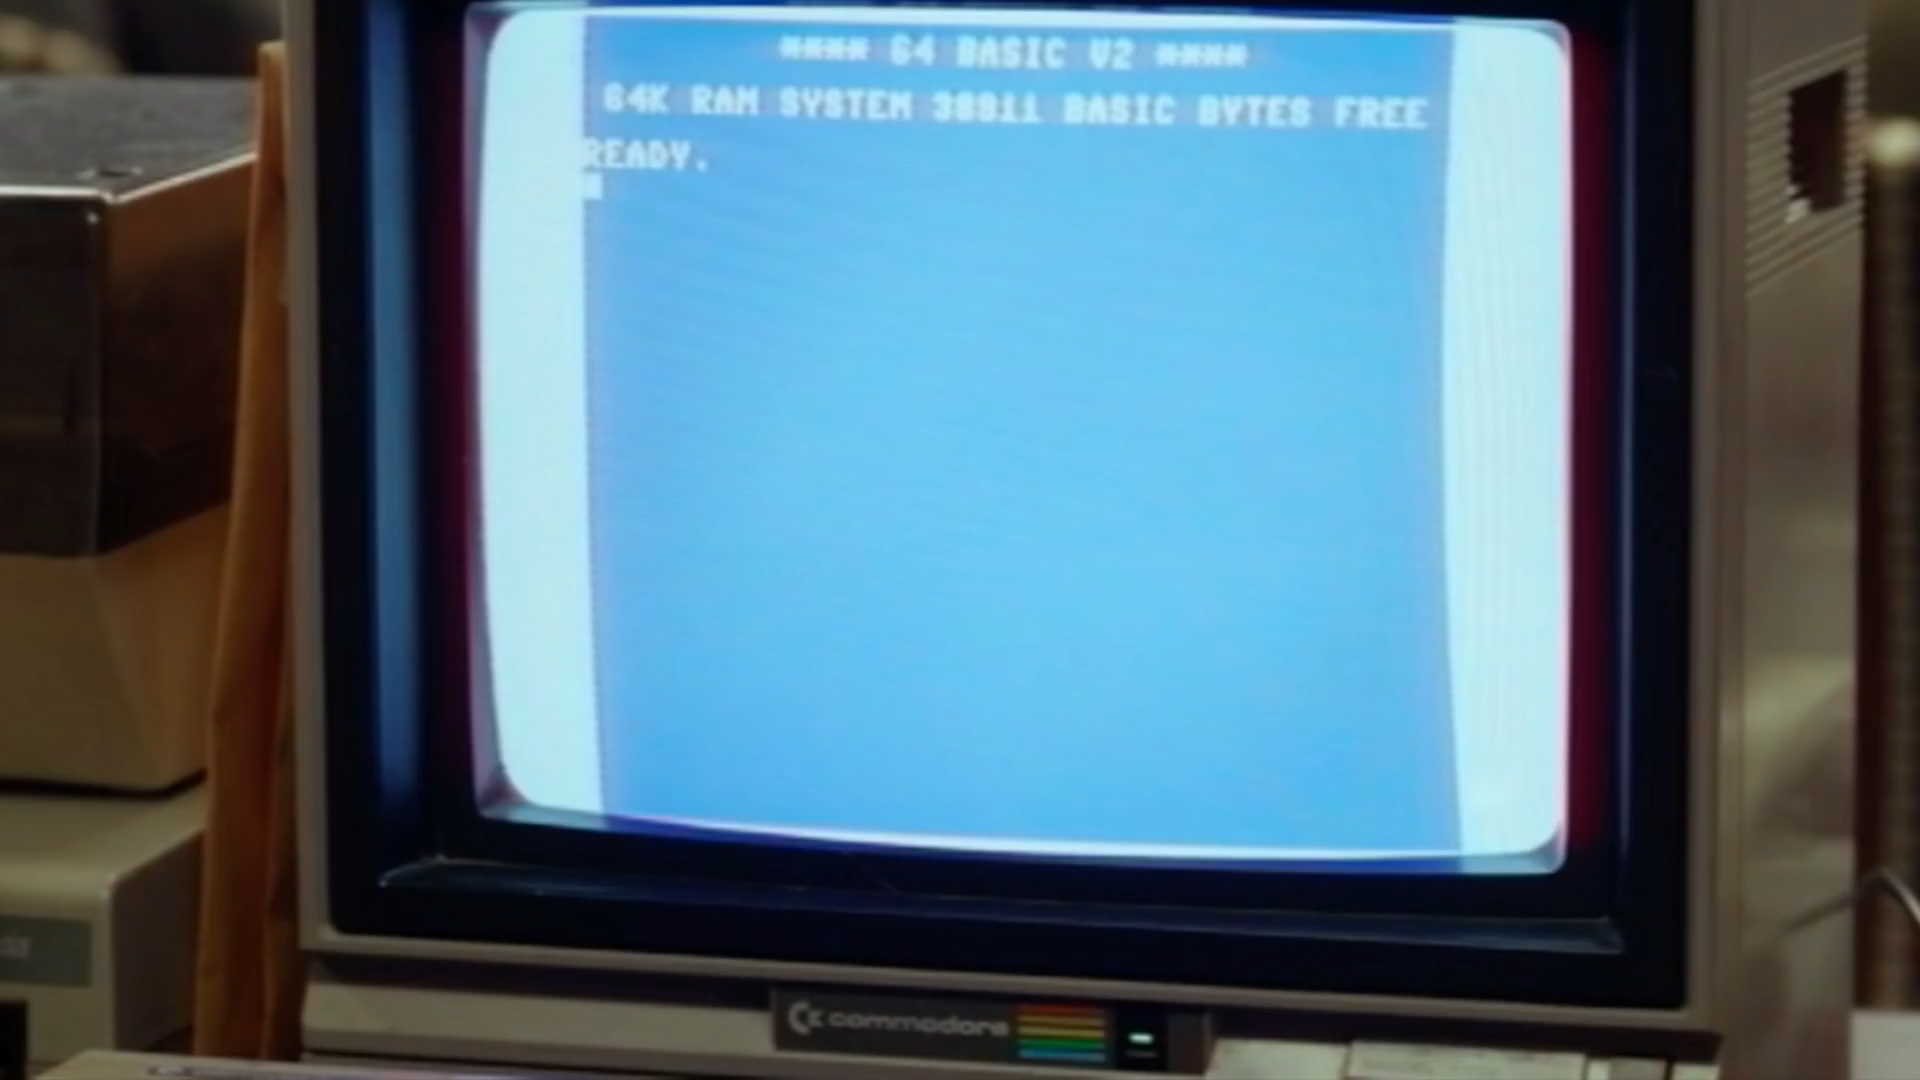 **** 64 BASIC V2 ****
64K RAM SYSTEM 38911 BASIC BYTES FREE
READY.
commodore